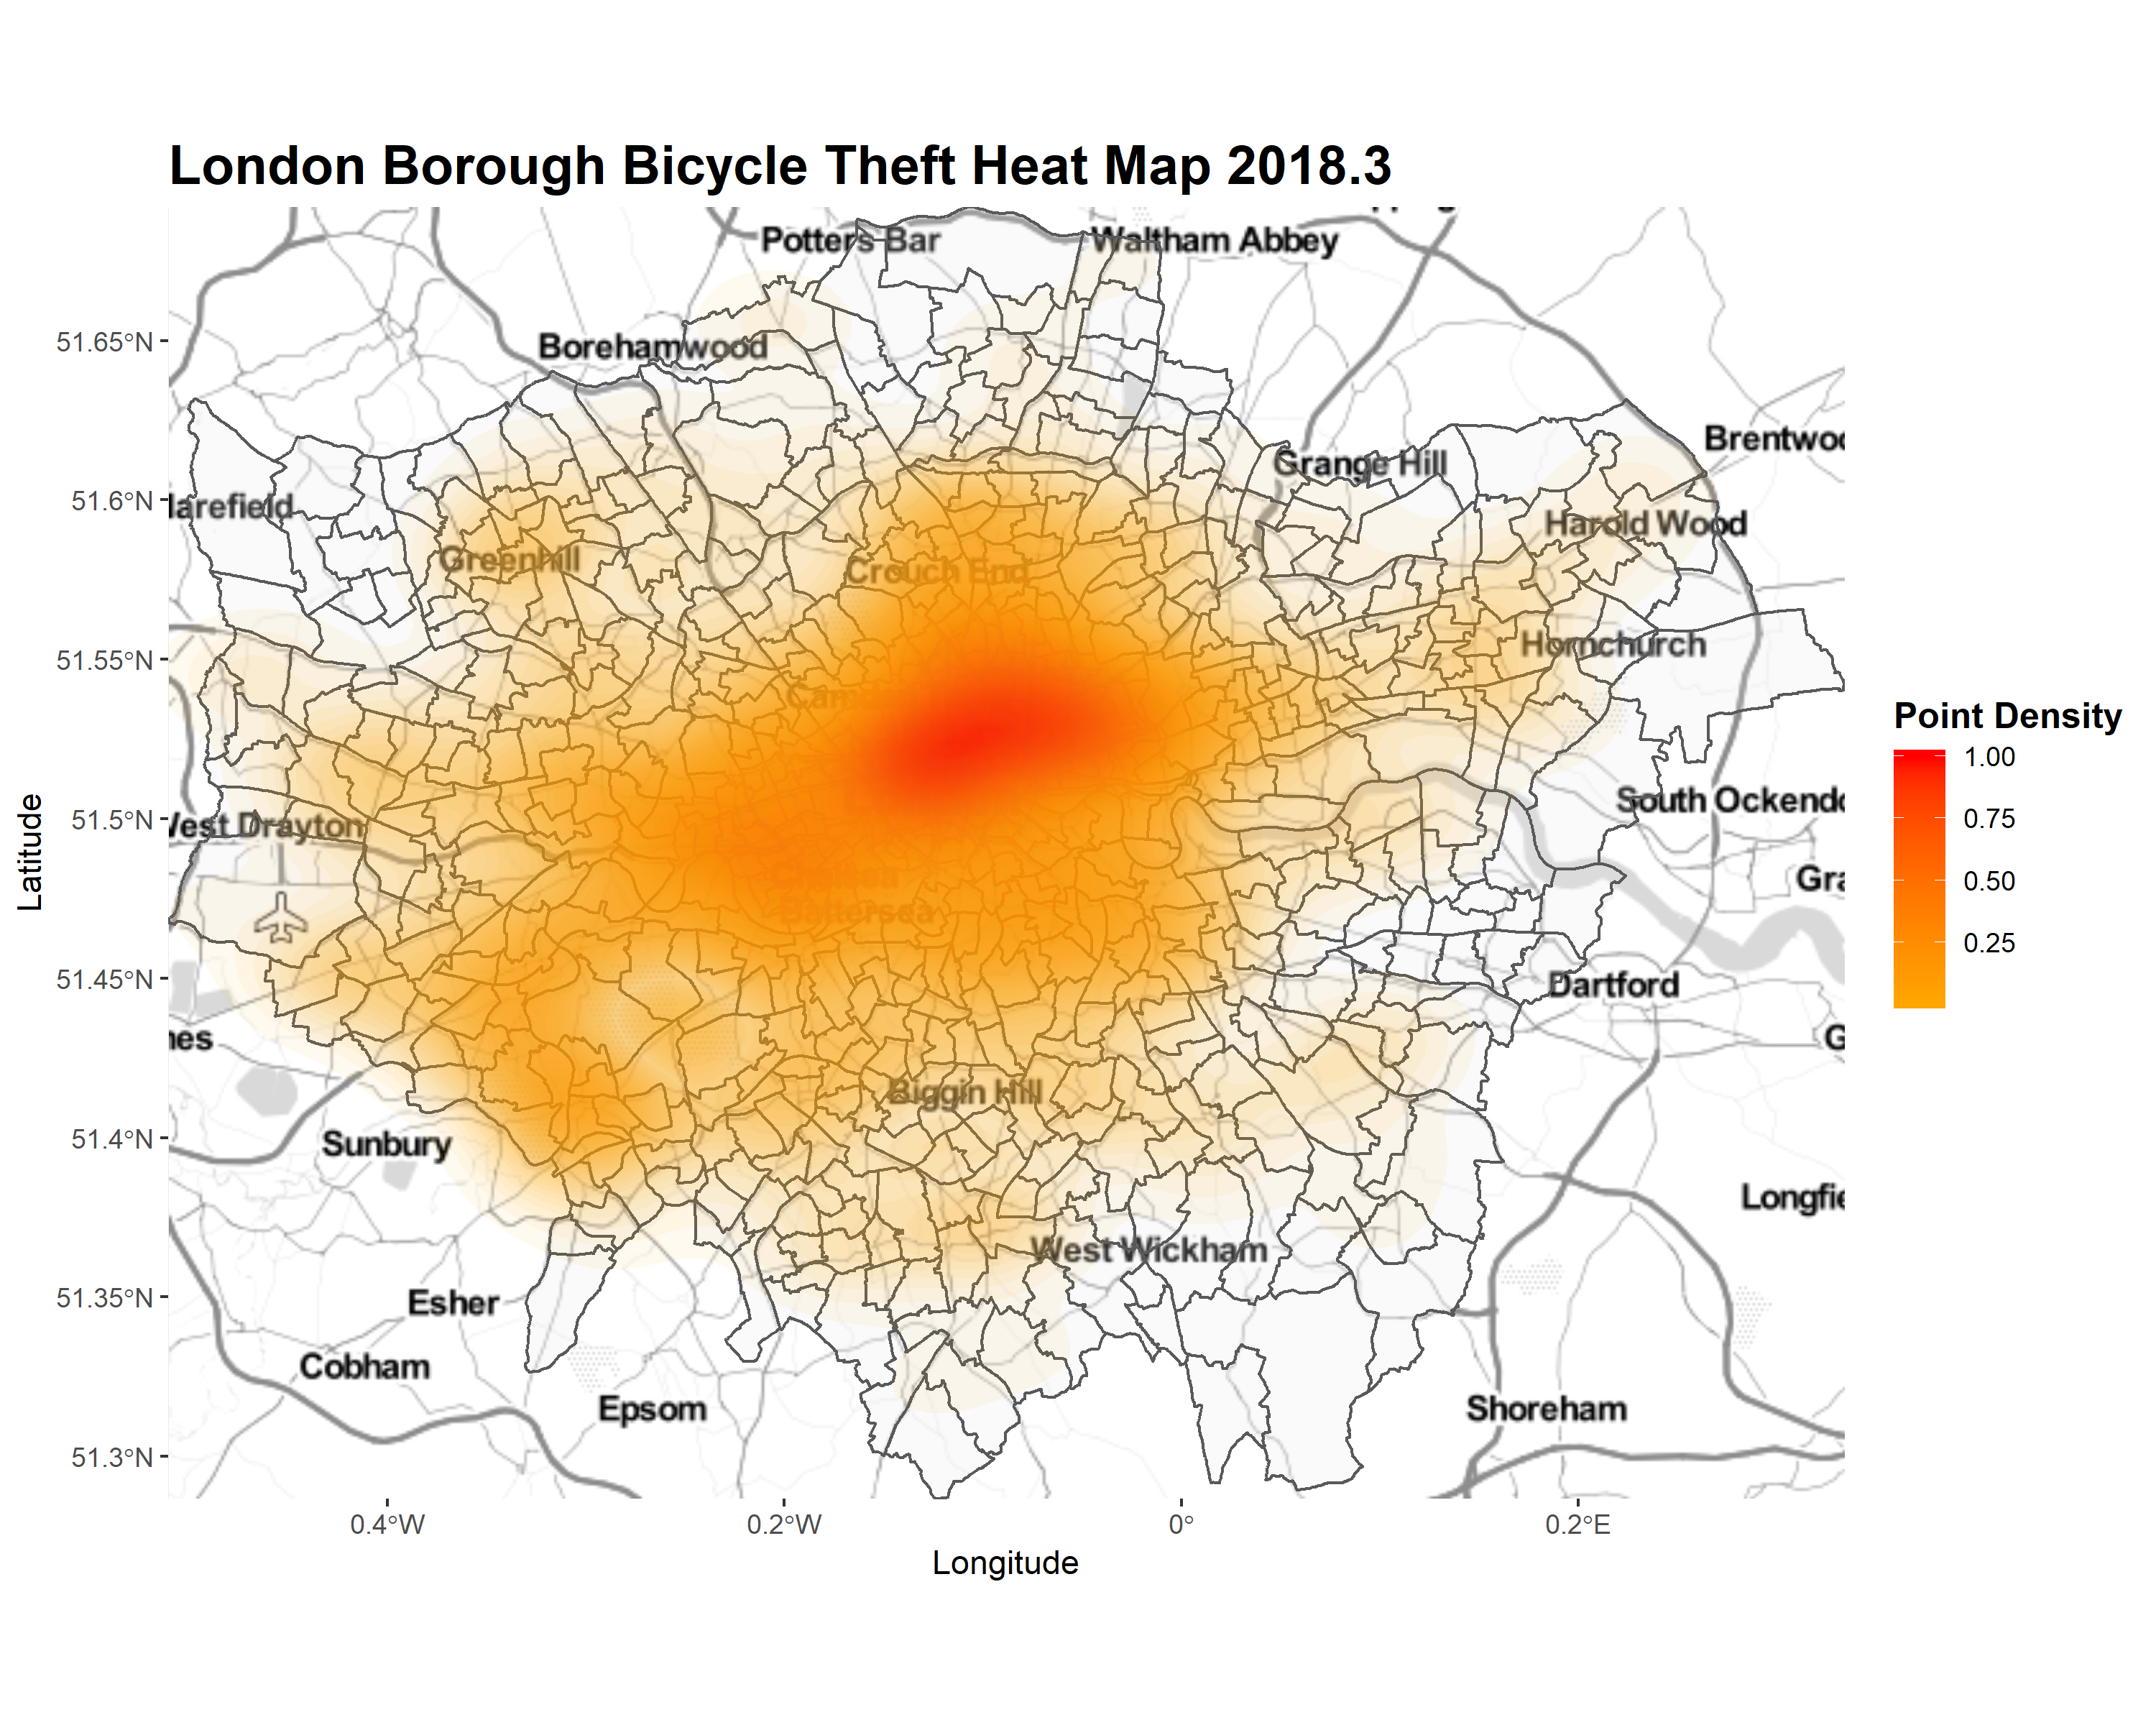 London Borough Bicycle Theft Heat Map 2018.3
Potters Bar
Waltham Abbey
Borehamwood
Brentwoo
Grange Hill
larefield
Harold Wood
Greenhill
Crouch End
Hornchurch
Cam
South Ockendo
West Drayton
Gra
Battersea
Dartford
nes
G
Biggin Hill
Sunbury
Longfie
West Wickham
Esher
Cobham
Epsom
Shoreham
51.65°N
51.6°N
51.55°N
51.5°N
51.45°N
51.4°N
51.35°N
51.3°N
Latitude
0.4°W
0.2°W
0°
0.2°E
Longitude
Point Density
1.00
0.75
0.50
0.25